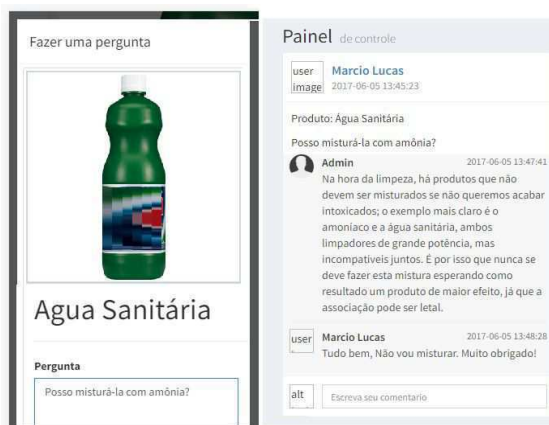 Fazer uma pergunta
Agua Sanitária
Pergunta
Posso misturá-la com amônia?
Painel de controle
user image
Marcio Lucas
2017-06-05 13:45:23
Produto: Água Sanitária
Posso misturá-la com amônia?
Admin 2017-06-05 13:47:41
Na hora da limpeza, há produtos que não
devem ser misturados se não queremos acabar
intoxicados; o exemplo mais claro é o
amoníaco e a água sanitária, ambos
limpadores de grande potência, mas
incompatíveis juntos. É por isso que nunca se
deve fazer esta mistura esperando como
resultado um produto de maior efeito, já que a
associação pode ser letal.
user Marcio Lucas 2017-06-05 13:48:28
Tudo bem, Não vou misturar. Muito obrigado!
alt Escreva seu comentario